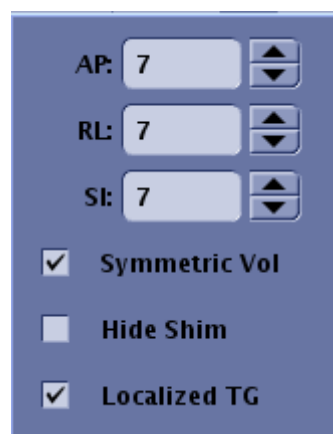 AP: 7
RL: 7
SI: 7
Symmetric Vol
Hide Shim
Localized TG